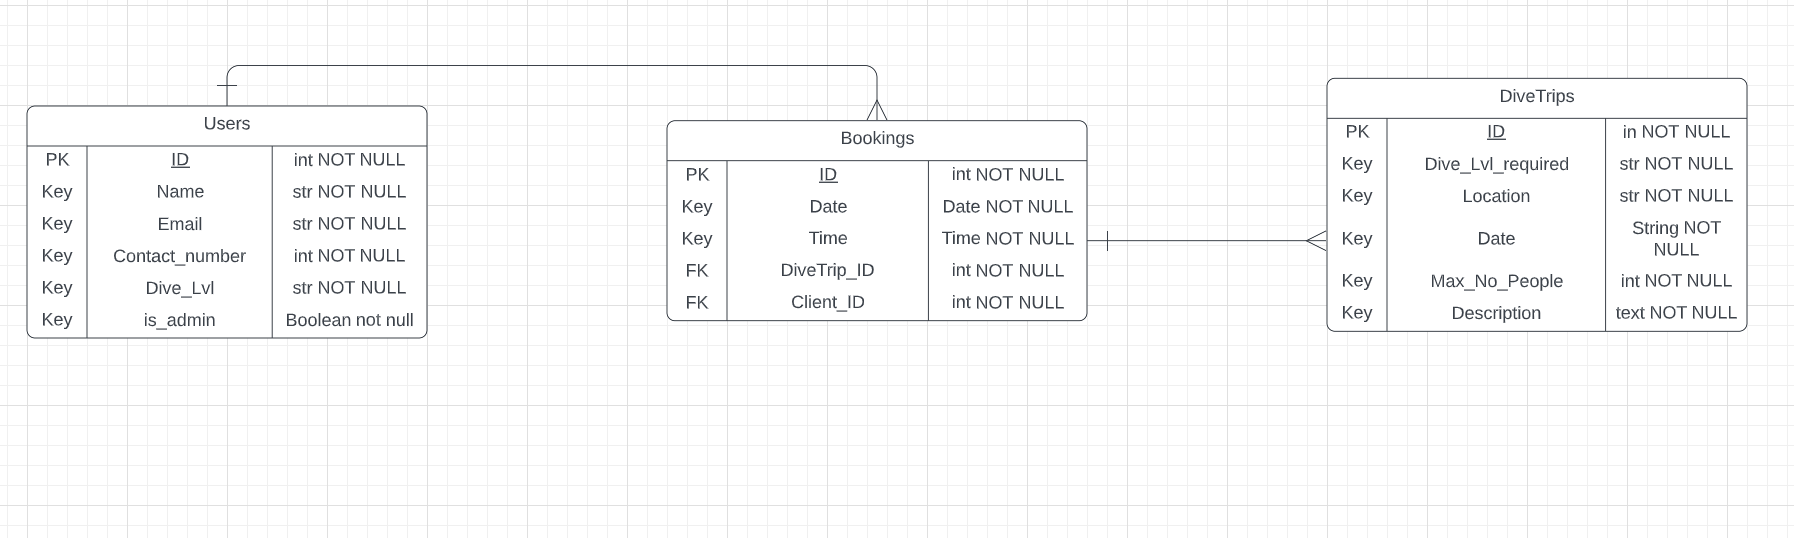 Users
PK ID int NOT NULL
Key Name str NOT NULL
Key Email str NOT NULL
Key Contact_number int NOT NULL
Key Dive_Lvl str NOT NULL
Key is_admin Boolean not null
Bookings
PK ID int NOT NULL
Key Date Date NOT NULL
Key Time Time NOT NULL
FK DiveTrip_ID int NOT NULL
FK Client_ID int NOT NULL
DiveTrips
PK ID in NOT NULL
Key Dive_Lvl_required str NOT NULL
Key Location str NOT NULL
Key Date String NOT
NULL
Key Max_No_People int NOT NULL
Key Description text NOT NULL